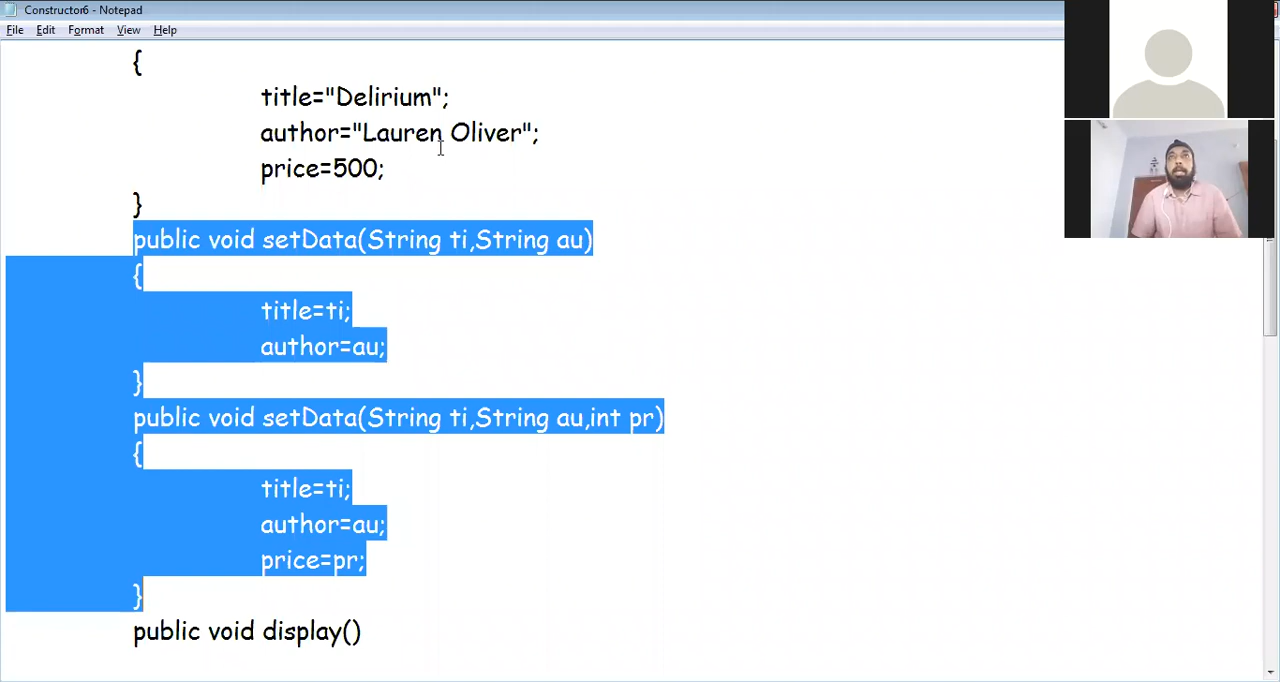 Constructor6 - Notepad
File Edit Format View Help
{
title="Delirium";
author="Lauren Oliver";
price=500;
}
public void setData(String ti,String au)
{
title=ti;
author=au;
}
public void setData(String ti,String au,int pr)
{
title=ti;
author=au;
price=pr;
}
public void display()